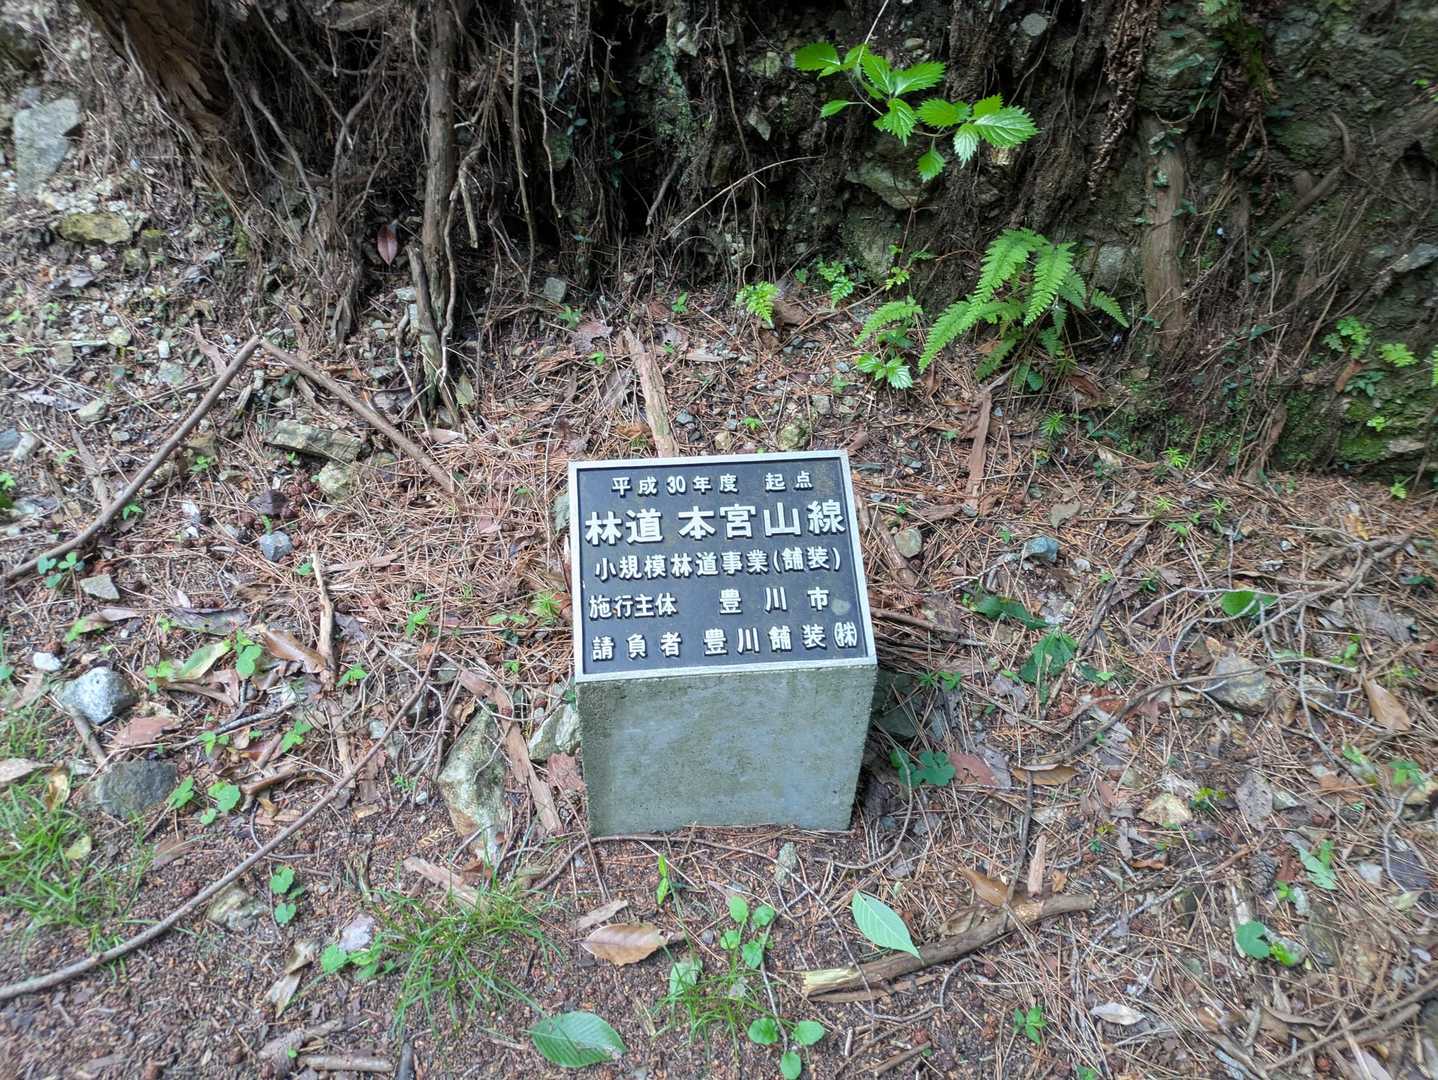 平成30年度 起点
林道 本宮山線
小規模林道事業(舗装)
施行主体 豊川市
請負者 豊川舗装㈱